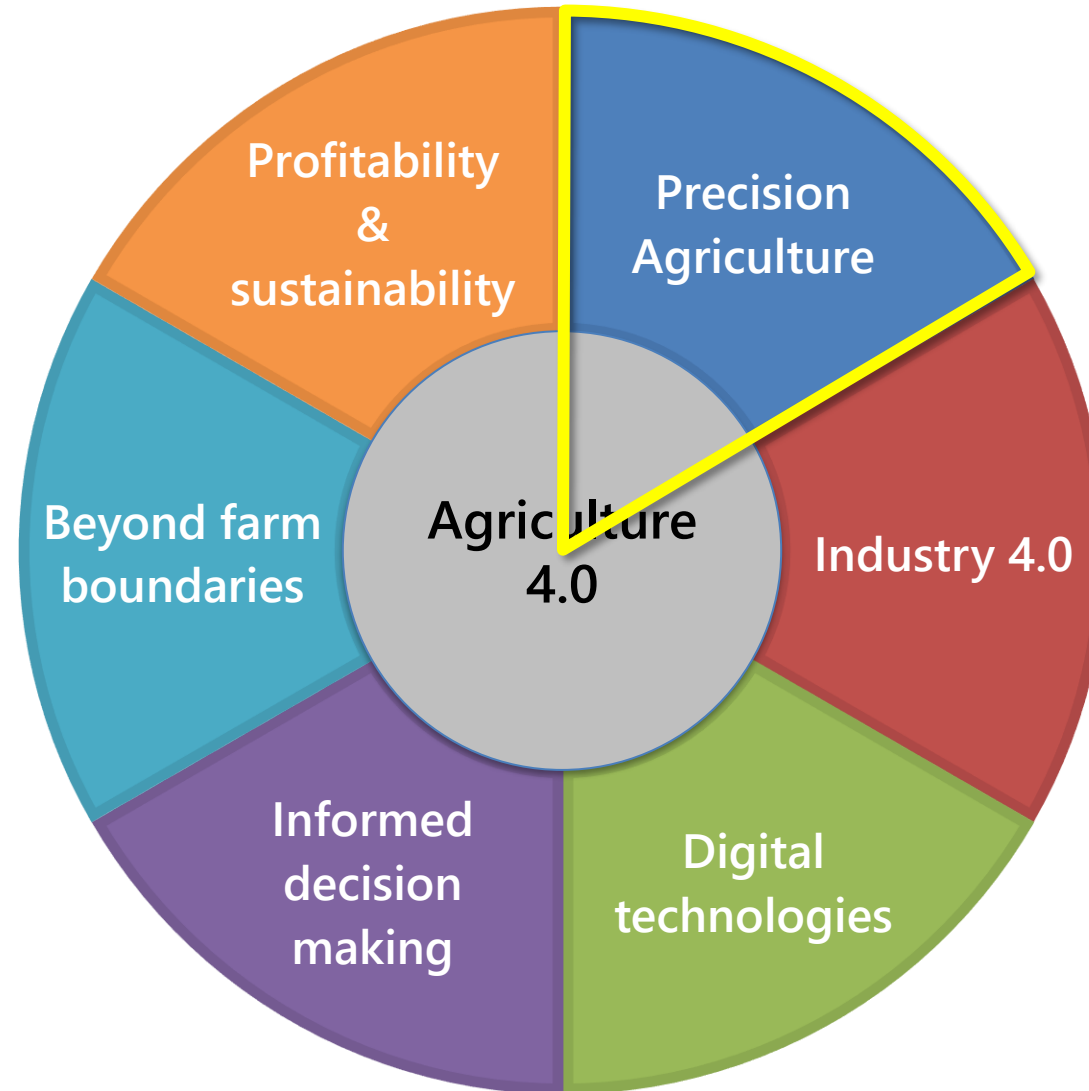 Profitability
&
sustainability
Precision
Agriculture
Beyond farm
boundaries
Agriculture
4.0
Industry 4.0
Informed
decision
making
Digital
technologies